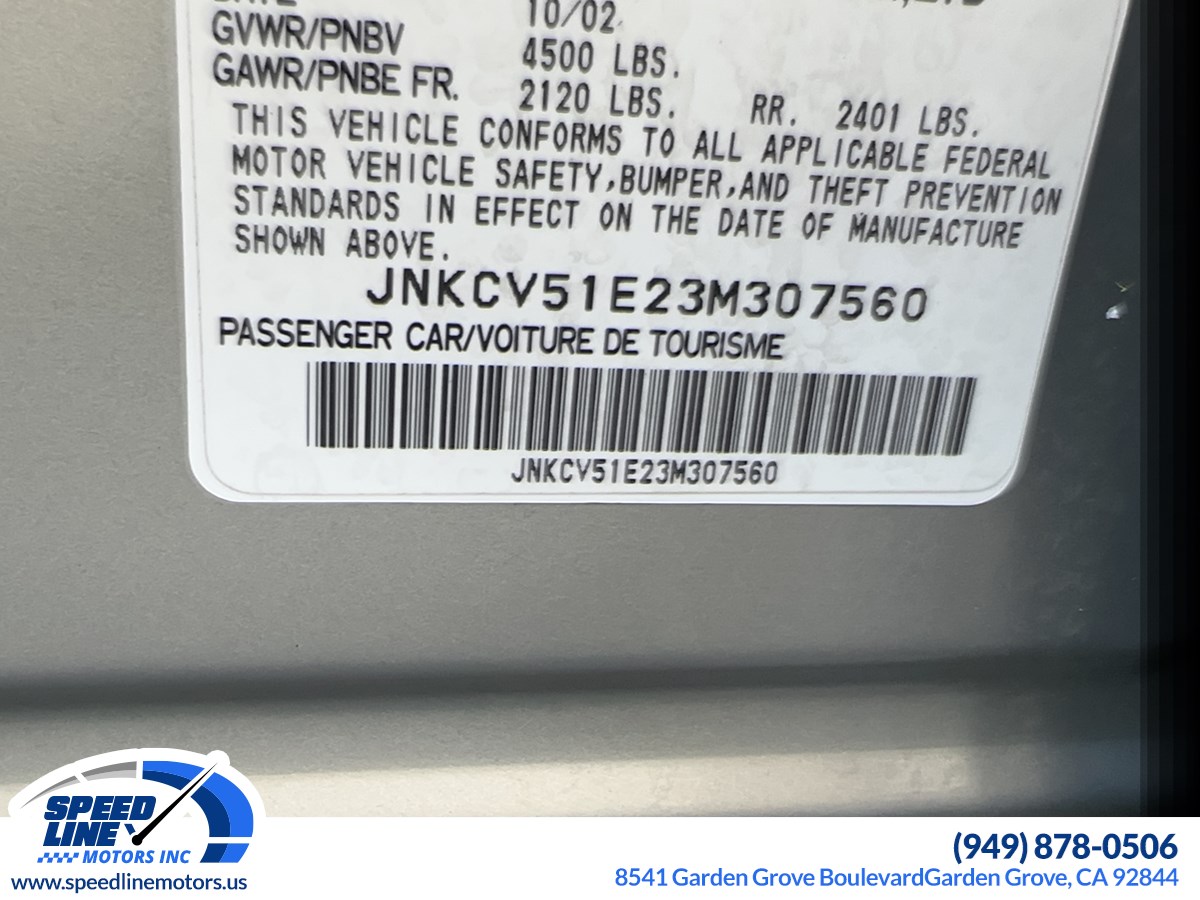 10/02
GVWR/PNBV 4500 LBS.
GAWR/PNBE FR. 2120 LBS. RR. 2401 LBS.
THIS VEHICLE CONFORMS TO ALL APPLICABLE FEDERAL
MOTOR VEHICLE SAFETY,BUMPER,AND THEFT PREVENTION
STANDARDS IN EFFECT ON THE DATE OF MANUFACTURE
SHOWN ABOVE.
JNKCV51E23M307560
PASSENGER CAR/VOITURE DE TOURISME
JNKCV51E23M307560
SPEED
LINE
MOTORS INC
www.speedlinemotors.us
(949) 878-0506
8541 Garden Grove BoulevardGarden Grove, CA 92844